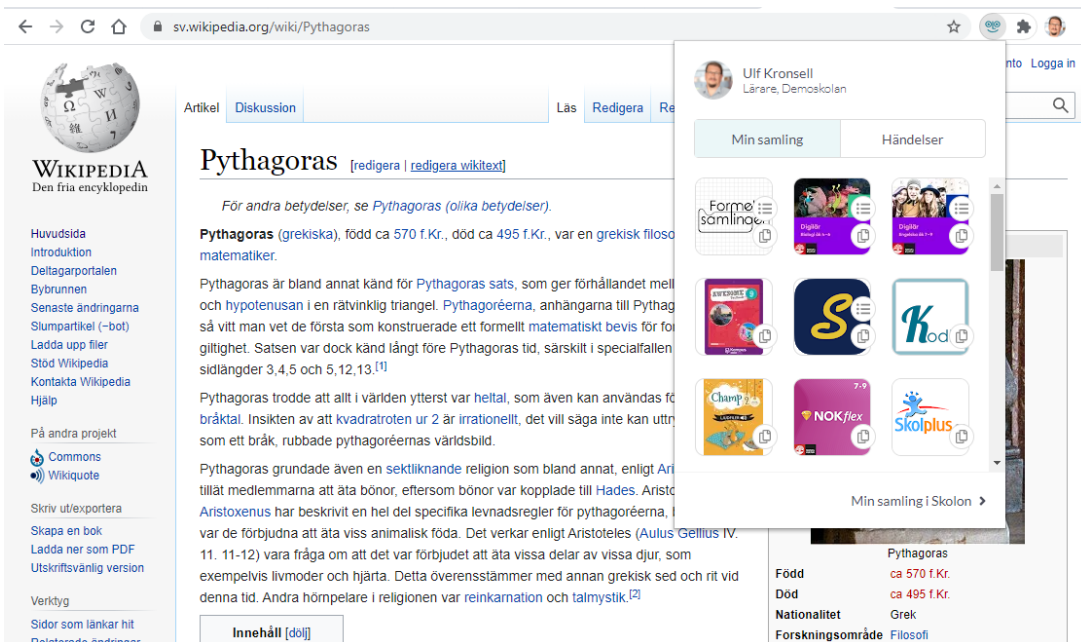 sv.wikipedia.org/wiki/Pythagoras
nto Logga in
WIKIPEDIA
Den fria encyklopedin
Artikel Diskussion Läs Redigera Re
Pythagoras [redigera | redigera wikitext]
För andra betydelser, se Pythagoras (olika betydelser).
Pythagoras (grekiska), född ca 570 f.Kr., död ca 495 f.Kr., var en grekisk filoso
matematiker.
Pythagoras är bland annat känd för Pythagoras sats, som ger förhållandet mell
och hypotenusan i en rätvinklig triangel. Pythagoréerna, anhängarna till Pythag
så vitt man vet de första som konstruerade ett formellt matematiskt bevis för for
giltighet. Satsen var dock känd långt före Pythagoras tid, särskilt i specialfallen
sidlängder 3,4,5 och 5,12,13.[1]
Pythagoras trodde att allt i världen ytterst var heltal, som även kan användas fö
bråktal. Insikten av att kvadratroten ur 2 är irrationellt, det vill säga inte kan uttry
som ett bråk, rubbade pythagoréernas världsbild.
Pythagoras grundade även en sektliknande religion som bland annat, enligt Ari
tillät medlemmarna att äta bönor, eftersom bönor var kopplade till Hades. Aristo
Aristoxenus har beskrivit en hel del specifika levnadsregler för pythagoréerna,
var de förbjudna att äta viss animalisk föda. Det verkar enligt Aristoteles (Aulus Gellius IV.
11. 11-12) vara fråga om att det var förbjudet att äta vissa delar av vissa djur, som
exempelvis livmoder och hjärta. Detta överensstämmer med annan grekisk sed och rit vid
denna tid. Andra hörnpelare i religionen var reinkarnation och talmystik.[2]
Innehåll [dölj]
Huvudsida
Introduktion
Deltagarportalen
Bybrunnen
Senaste ändringarna
Slumpartikel (−bot)
Ladda upp filer
Stöd Wikipedia
Kontakta Wikipedia
Hjälp
På andra projekt
Commons
Wikiquote
Skriv ut/exportera
Skapa en bok
Ladda ner som PDF
Utskriftsvänlig version
Verktyg
Sidor som länkar hit
Relaterade ändringar
Ulf Kronsell
Lärare, Demoskolan
Min samling Händelser
Formel
samlingen
Digilär
Biologi åk 4–6
Digilär
Engelska åk 7–9
AWESOME
S
Kod
Champ
7-9
NOKflex
Skolplus
Min samling i Skolon
Pythagoras
Född ca 570 f.Kr.
Död ca 495 f.Kr.
Nationalitet Grek
Forskningsområde Filosofi